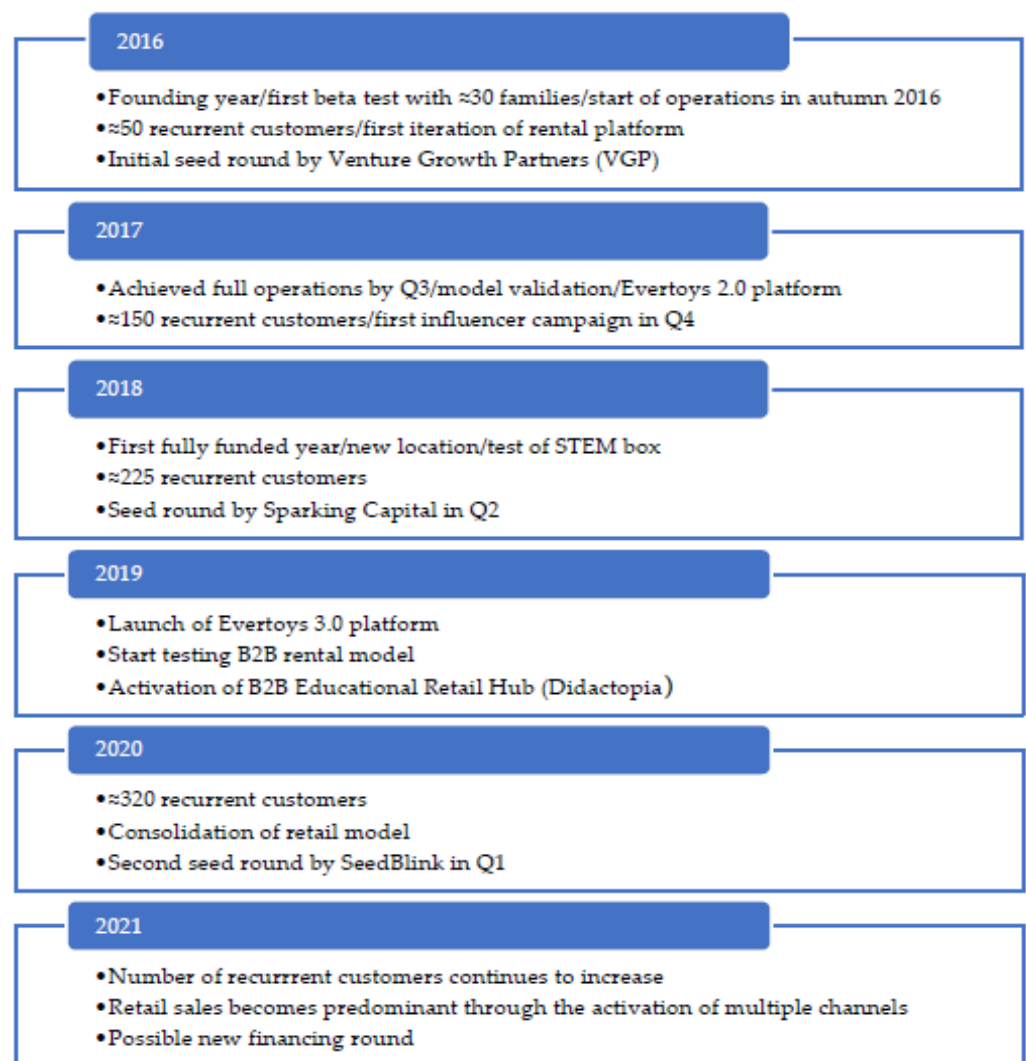 2016
•Founding year/first beta test with ≈30 families/start of operations in autumn 2016
•≈50 recurrent customers/first iteration of rental platform
•Initial seed round by Venture Growth Partners (VGP)
2017
•Achieved full operations by Q3/model validation/Evertoys 2.0 platform
•≈150 recurrent customers/first influencer campaign in Q4
2018
•First fully funded year/new location/test of STEM box
•≈225 recurrent customers
•Seed round by Sparking Capital in Q2
2019
•Launch of Evertoys 3.0 platform
•Start testing B2B rental model
•Activation of B2B Educational Retail Hub (Didactopia)
2020
•≈320 recurrent customers
•Consolidation of retail model
•Second seed round by SeedBlink in Q1
2021
•Number of recurrrent customers continues to increase
•Retail sales becomes predominant through the activation of multiple channels
•Possible new financing round